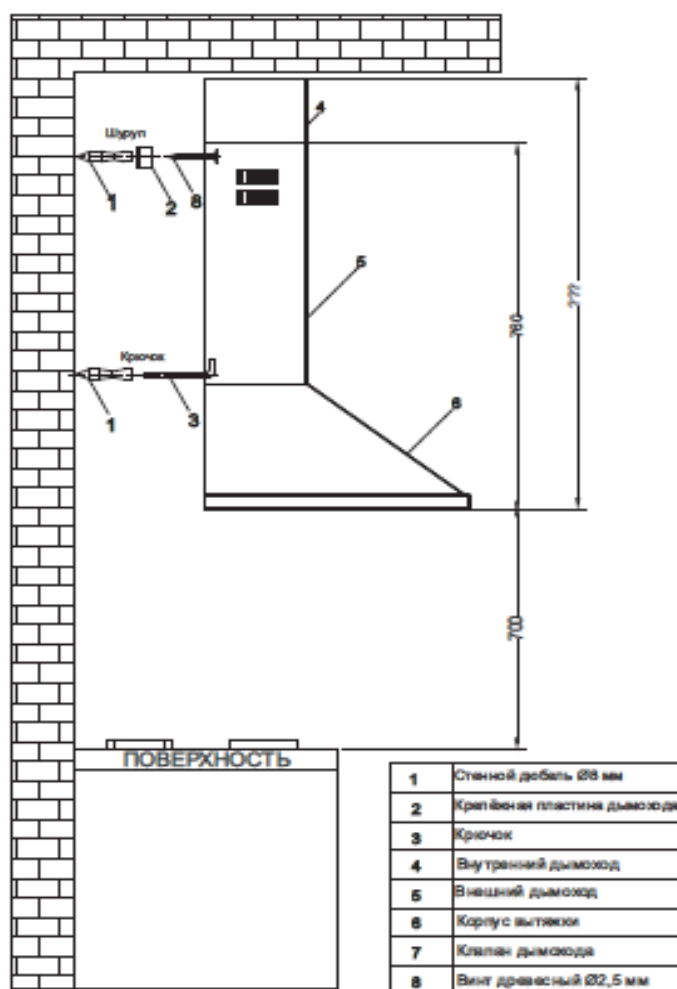 4
Шуруп
1
2
8
5
760
???
Крючок
1
3
6
700
ПОВЕРХНОСТЬ
1 Стенной дюбель Ø8 мм
2 Крепёжная пластина дымохода
3 Крючок
4 Внутренний дымоход
5 Внешний дымоход
6 Корпус вытяжки
7 Клапан дымохода
8 Винт древесный Ø2,5 мм